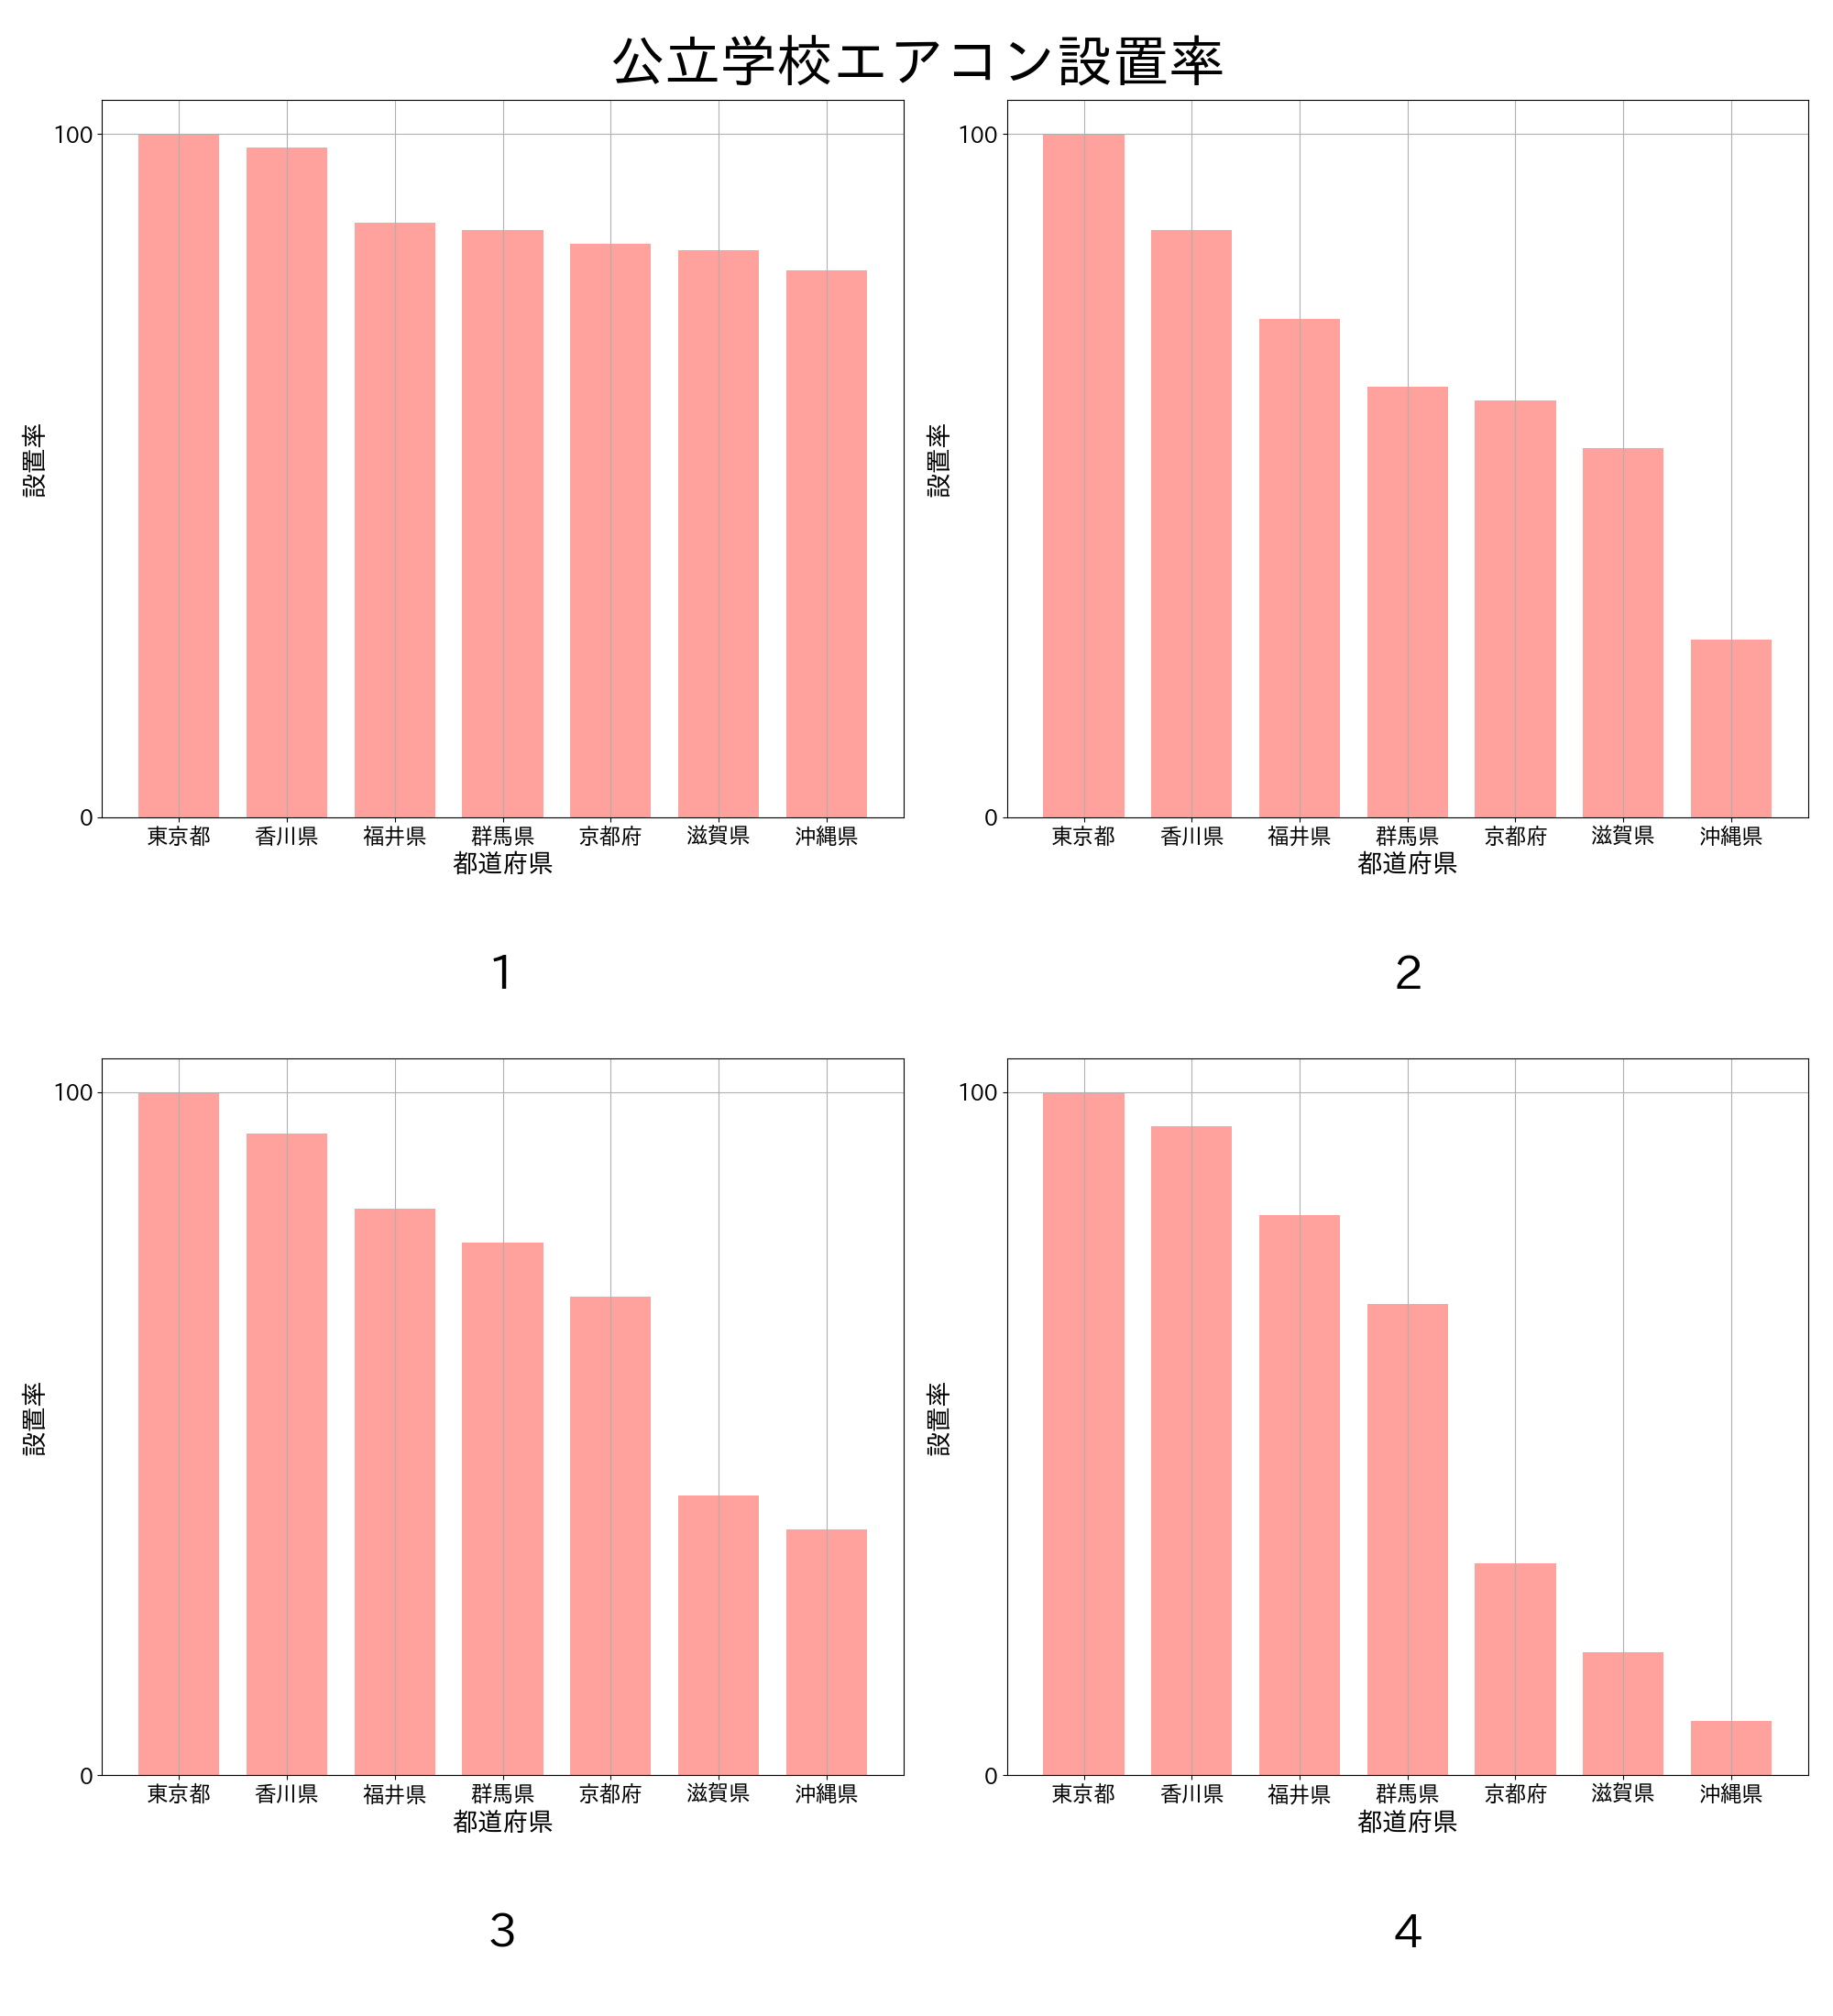 公立学校エアコン設置率
100
0
設置率
東京都 香川県 福井県 群馬県 京都府 滋賀県 沖縄県
都道府県
1
100
0
設置率
東京都 香川県 福井県 群馬県 京都府 滋賀県 沖縄県
都道府県
2
100
0
設置率
東京都 香川県 福井県 群馬県 京都府 滋賀県 沖縄県
都道府県
3
100
0
設置率
東京都 香川県 福井県 群馬県 京都府 滋賀県 沖縄県
都道府県
4